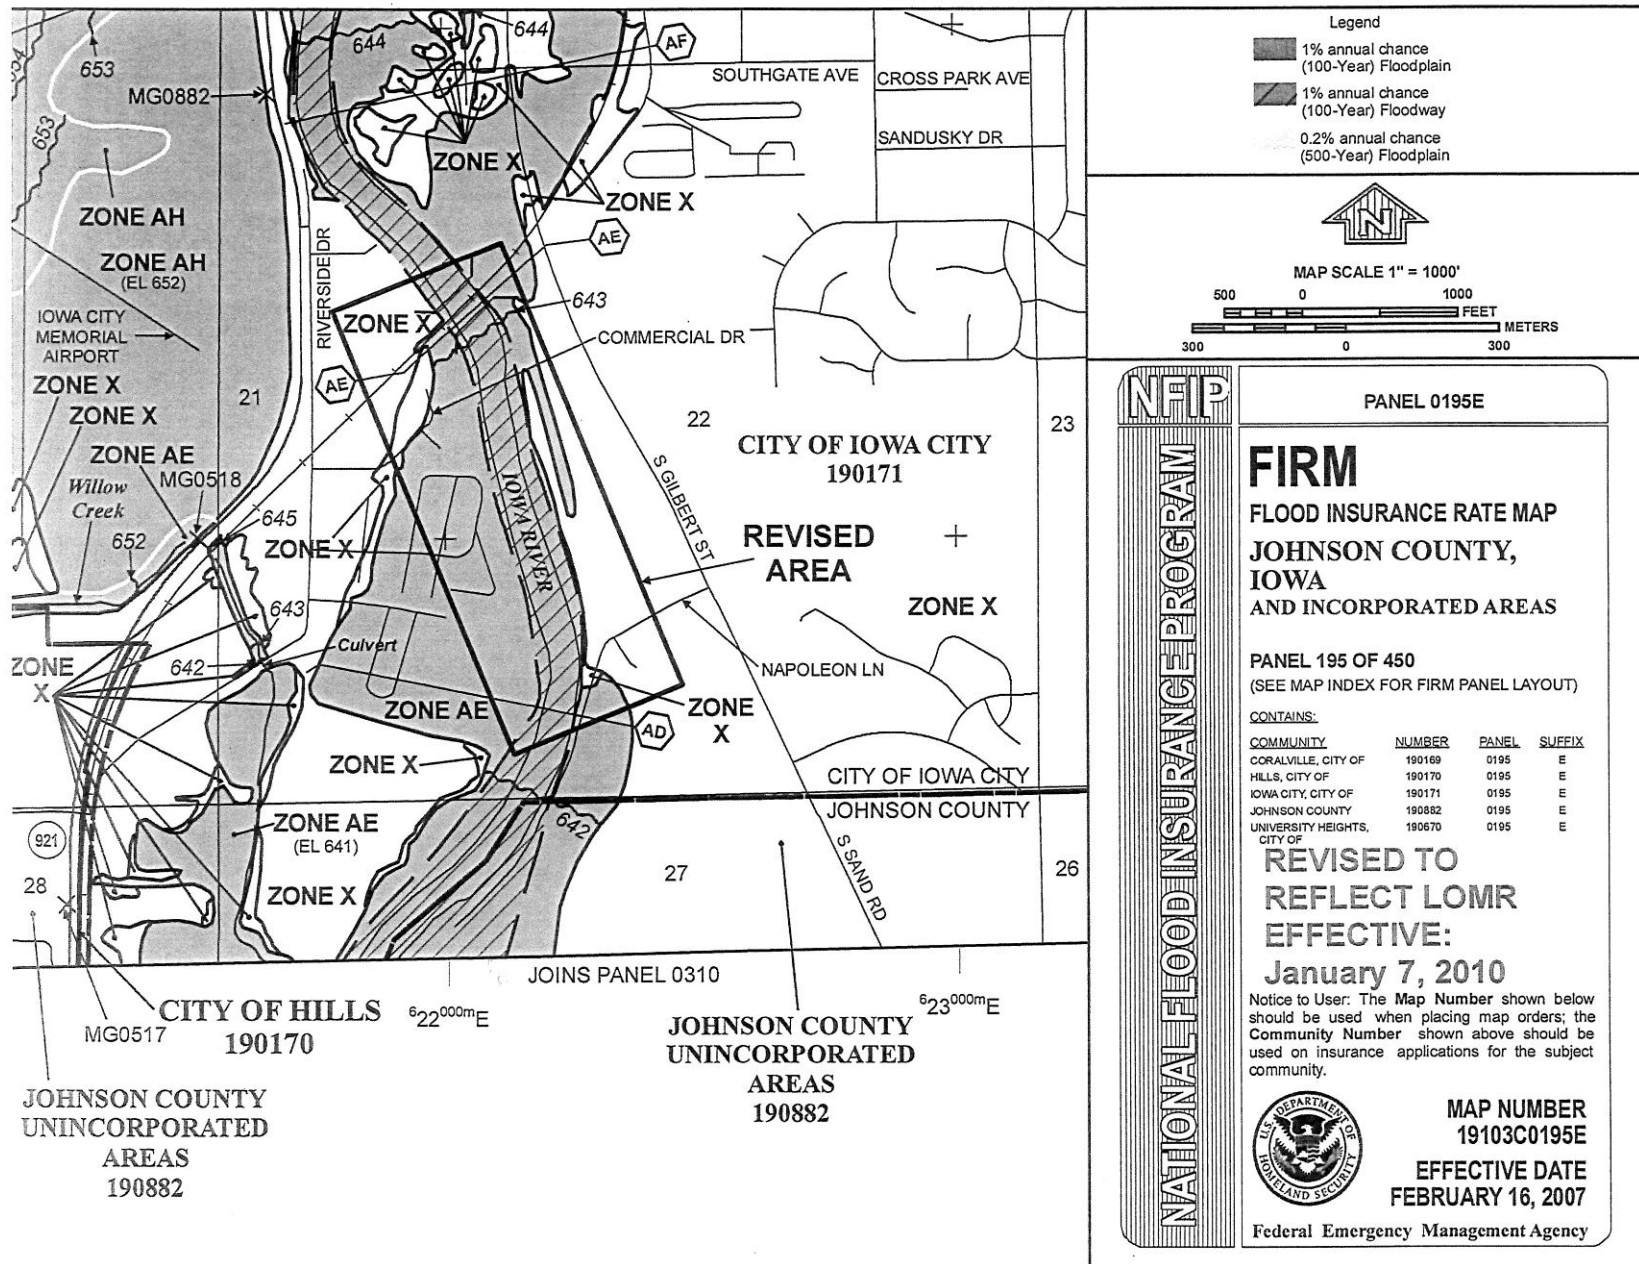 644
644
AF
654
653
MG0882
653
ZONE X
ZONE X
SOUTHGATE AVE
CROSS PARK AVE
SANDUSKY DR
ZONE AH
ZONE AH
(EL 652)
RIVERSIDE DR
AE
643
ZONE X
COMMERCIAL DR
IOWA CITY
MEMORIAL
AIRPORT
ZONE X
ZONE X
AE
21
22
23
CITY OF IOWA CITY
190171
ZONE AE
MG0518
Willow
Creek
645
652
ZONE X
IOWA RIVER
S GILBERT ST
REVISED
AREA
ZONE X
643
Culvert
642
ZONE
X
NAPOLEON LN
ZONE AE
AD
ZONE
X
ZONE X
CITY OF IOWA CITY
JOHNSON COUNTY
642
ZONE AE
(EL 641)
921
28
ZONE X
27
S SAND RD
26
JOINS PANEL 0310
CITY OF HILLS
190170
MG0517
622000mE
623000mE
JOHNSON COUNTY
UNINCORPORATED
AREAS
190882
JOHNSON COUNTY
UNINCORPORATED
AREAS
190882
Legend
1% annual chance
(100-Year) Floodplain
1% annual chance
(100-Year) Floodway
0.2% annual chance
(500-Year) Floodplain
N
MAP SCALE 1" = 1000'
500 0 1000
FEET
METERS
300 0 300
NFIP
PANEL 0195E
NATIONAL FLOOD INSURANCE PROGRAM
FIRM
FLOOD INSURANCE RATE MAP
JOHNSON COUNTY,
IOWA
AND INCORPORATED AREAS
PANEL 195 OF 450
(SEE MAP INDEX FOR FIRM PANEL LAYOUT)
CONTAINS:
COMMUNITY NUMBER PANEL SUFFIX
CORALVILLE, CITY OF 190169 0195 E
HILLS, CITY OF 190170 0195 E
IOWA CITY, CITY OF 190171 0195 E
JOHNSON COUNTY 190882 0195 E
UNIVERSITY HEIGHTS, 190670 0195 E
CITY OF
REVISED TO
REFLECT LOMR
EFFECTIVE:
January 7, 2010
Notice to User: The Map Number shown below
should be used when placing map orders; the
Community Number shown above should be
used on insurance applications for the subject
community.
U.S. DEPARTMENT OF
HOMELAND SECURITY
MAP NUMBER
19103C0195E
EFFECTIVE DATE
FEBRUARY 16, 2007
Federal Emergency Management Agency